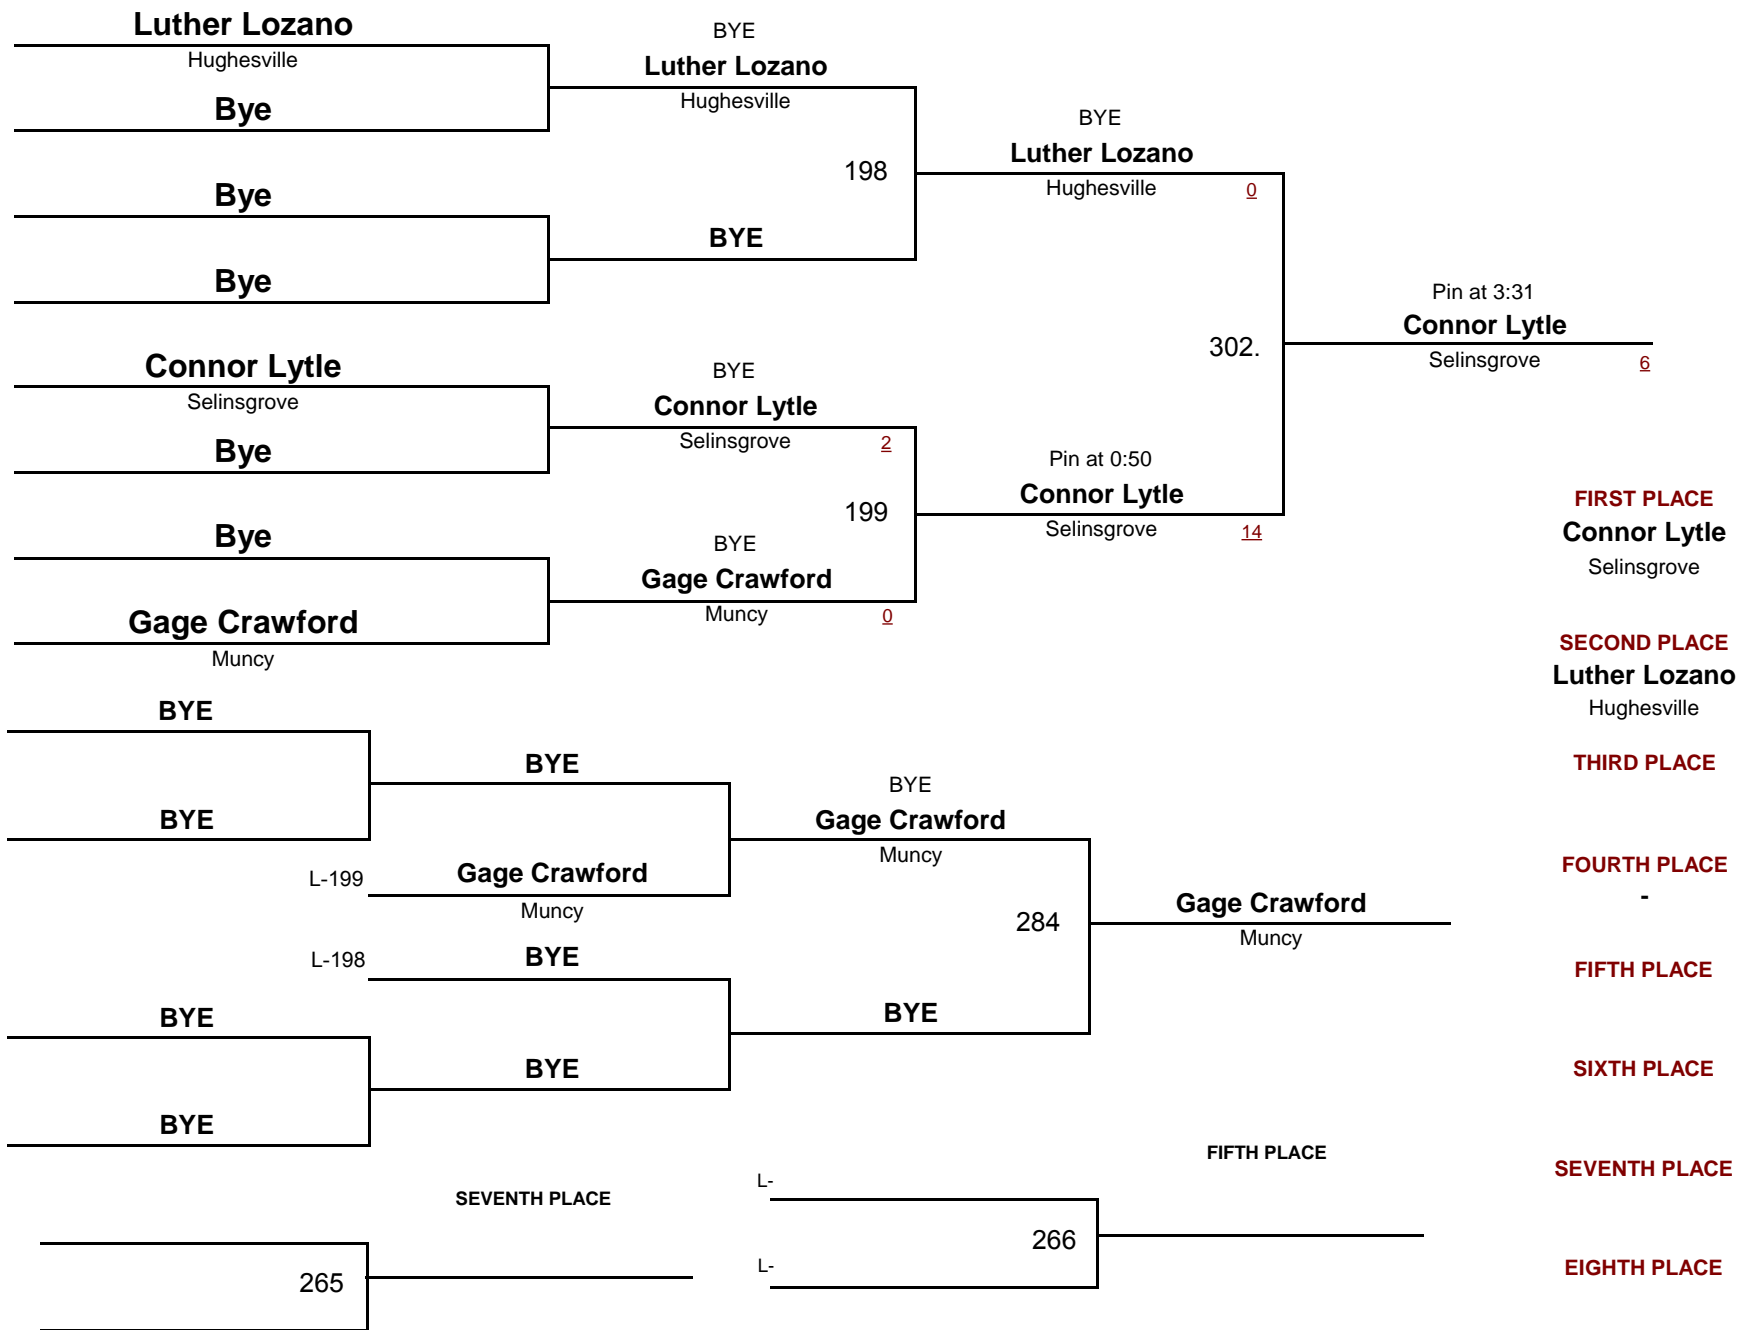 Luther Lozano
Hughesville
Bye
Bye
Bye
Connor Lytle
Selinsgrove
Bye
Bye
Gage Crawford
Muncy
BYE
Luther Lozano
Hughesville
198
BYE
BYE
Connor Lytle
Selinsgrove 2
199
BYE
Gage Crawford
Muncy 0
BYE
Luther Lozano
Hughesville 0
302.
Pin at 0:50
Connor Lytle
Selinsgrove 14
Pin at 3:31
Connor Lytle
Selinsgrove 6
FIRST PLACE
Connor Lytle
Selinsgrove
SECOND PLACE
Luther Lozano
Hughesville
THIRD PLACE
FOURTH PLACE
-
FIFTH PLACE
SIXTH PLACE
SEVENTH PLACE
EIGHTH PLACE
BYE
BYE
BYE
L-199 Gage Crawford
Muncy
L-198 BYE
BYE
BYE
BYE
BYE
Gage Crawford
Muncy
284
BYE
Gage Crawford
Muncy
SEVENTH PLACE
265
FIFTH PLACE
L-
266
L-